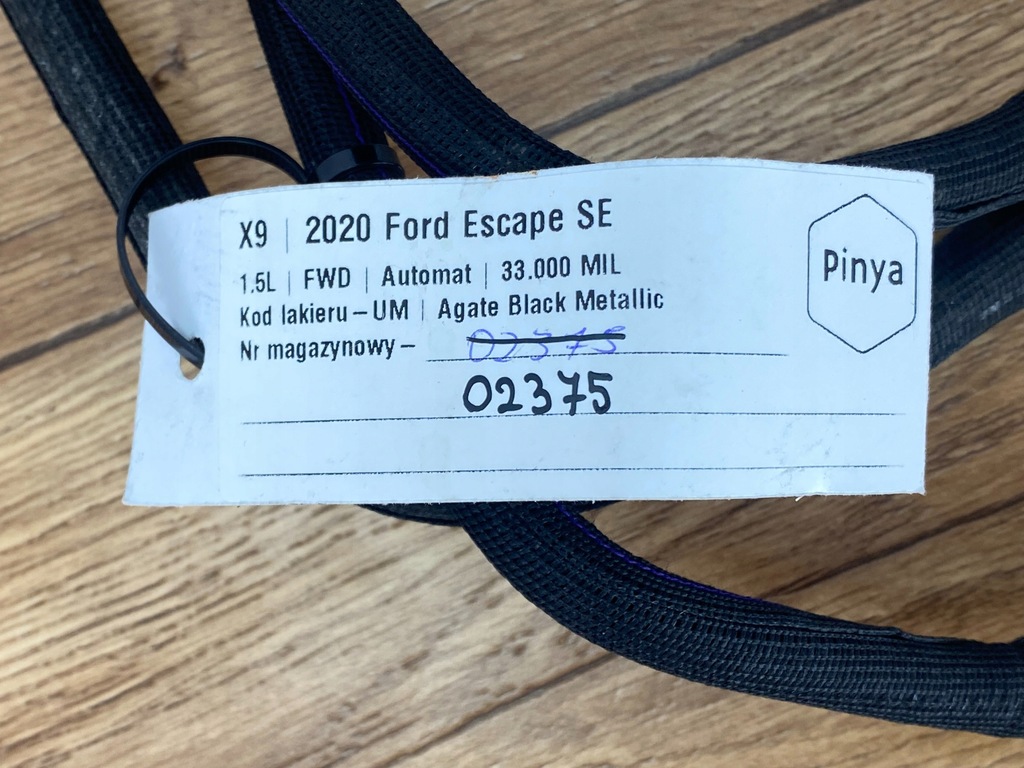 X9 | 2020 Ford Escape SE
1.5L | FWD | Automat | 33.000 MIL
Kod lakieru – UM | Agate Black Metallic
Nr magazynowy – 02375
02375
Pinya